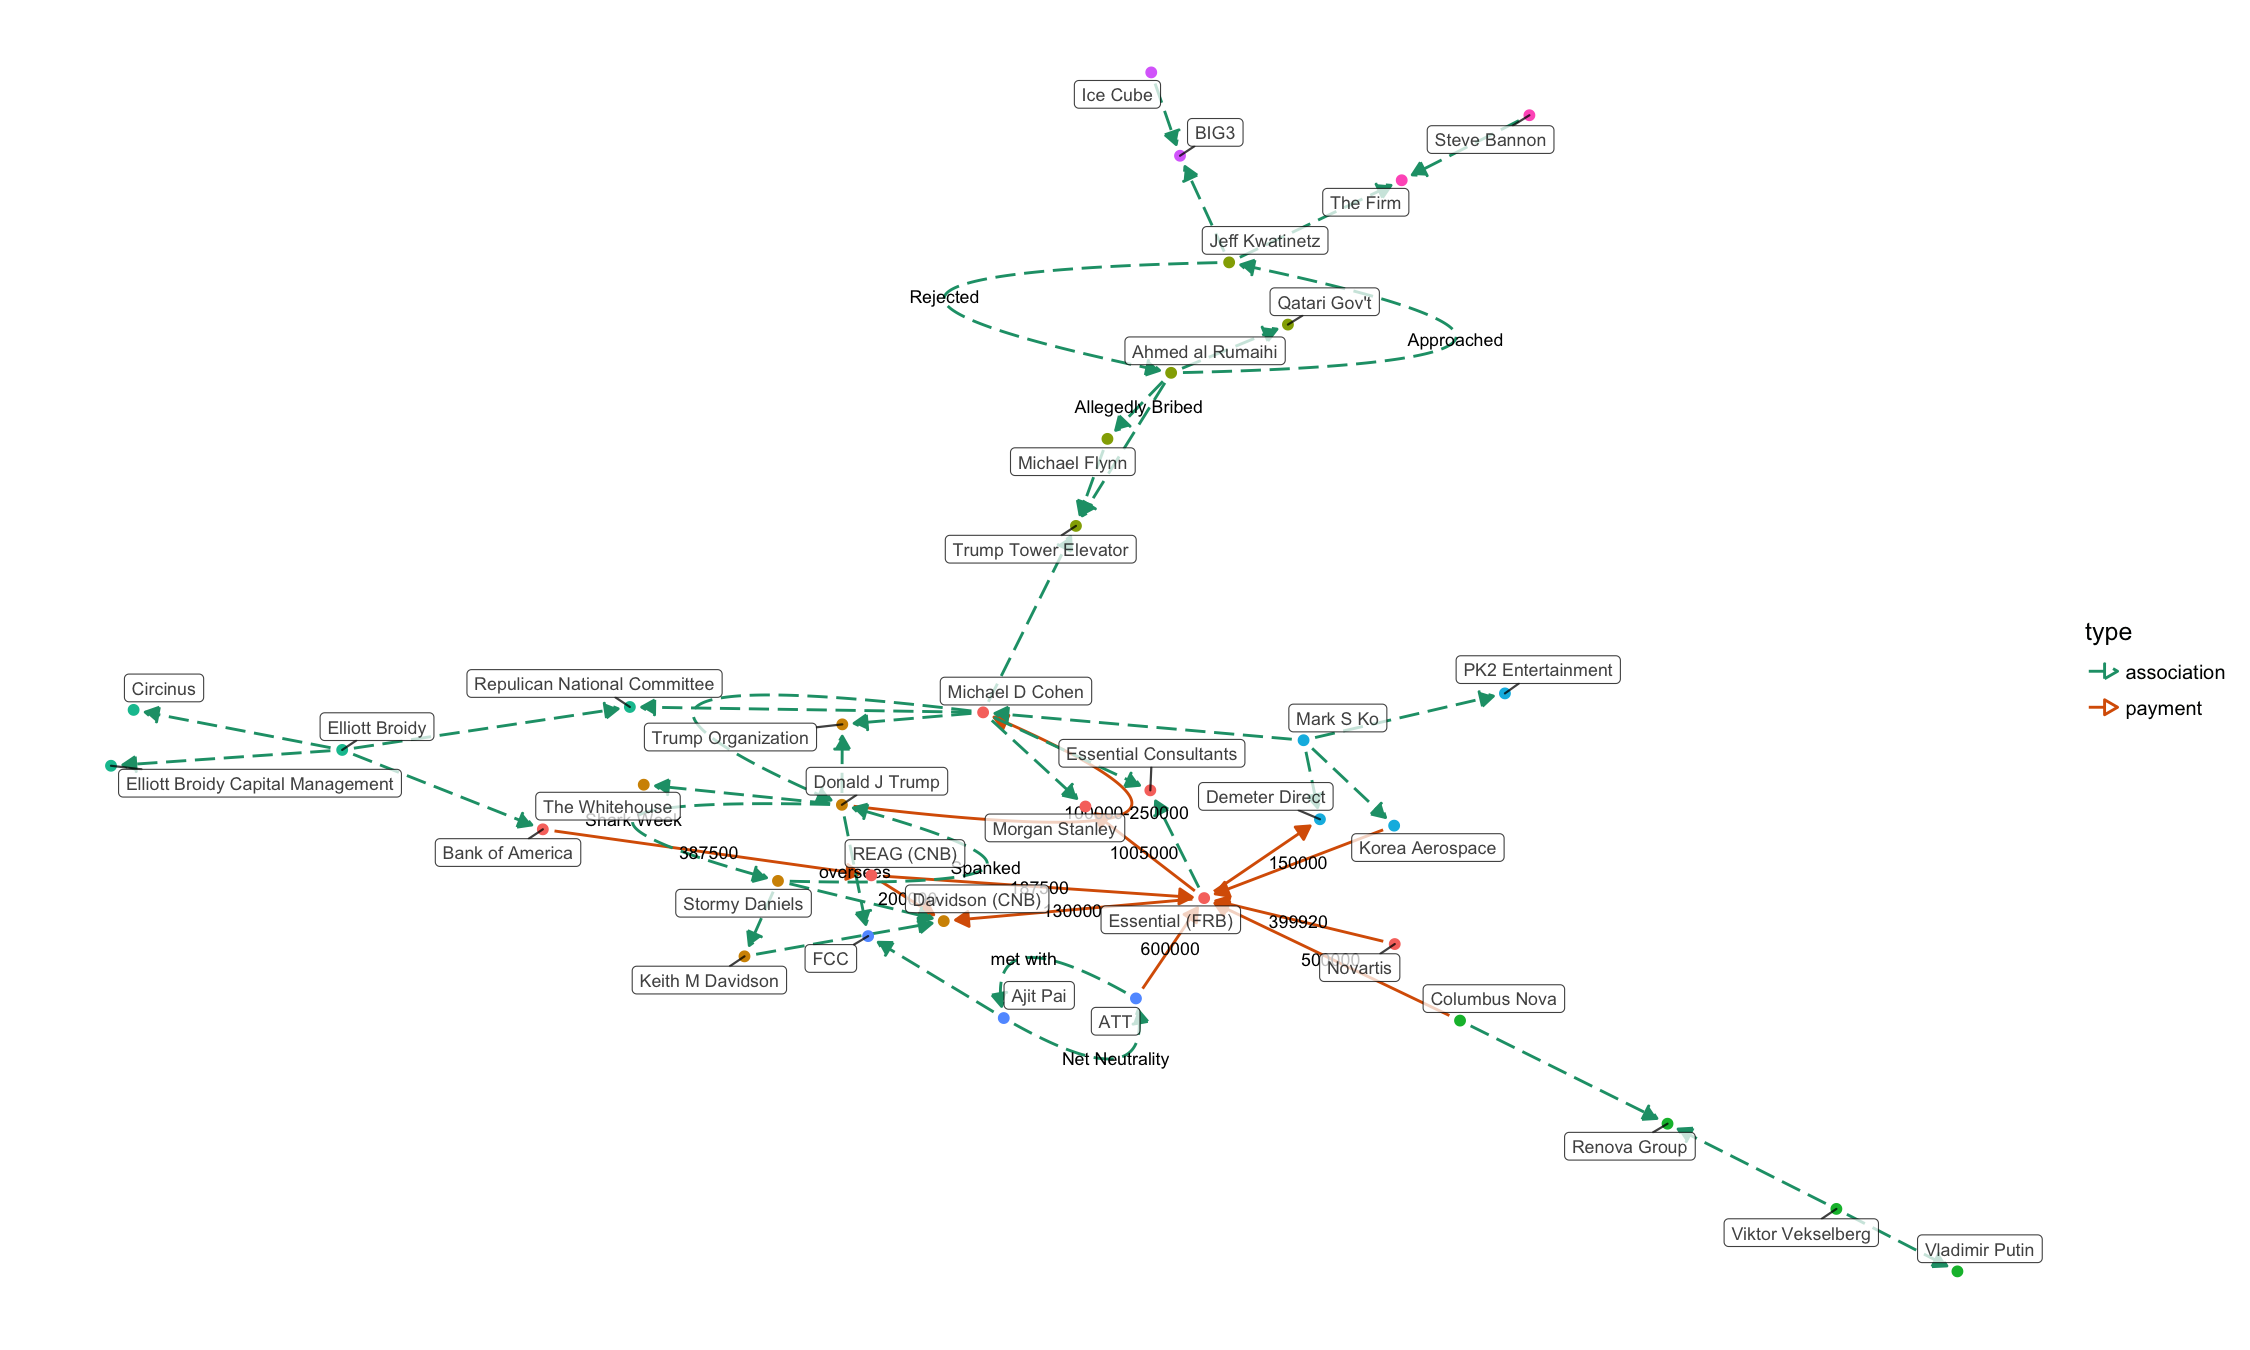 Ice Cube
BIG3
Steve Bannon
The Firm
Jeff Kwatinetz
Rejected
Qatari Gov't
Approached
Ahmed al Rumaihi
Allegedly Bribed
Michael Flynn
Trump Tower Elevator
type
association
payment
PK2 Entertainment
Circinus
Repulican National Committee
Michael D Cohen
Mark S Ko
Elliott Broidy
Trump Organization
Essential Consultants
Elliott Broidy Capital Management
Donald J Trump
Demeter Direct
The Whitehouse
100000-250000
Shark Week
Morgan Stanley
Korea Aerospace
Bank of America
387500
REAG (CNB)
1005000
150000
Spanked
oversees
187500
Stormy Daniels
200000
Davidson (CNB)
130000
Essential (FRB)
399920
600000
FCC
met with
500000
Novartis
Keith M Davidson
Ajit Pai
Columbus Nova
ATT
Net Neutrality
Renova Group
Viktor Vekselberg
Vladimir Putin